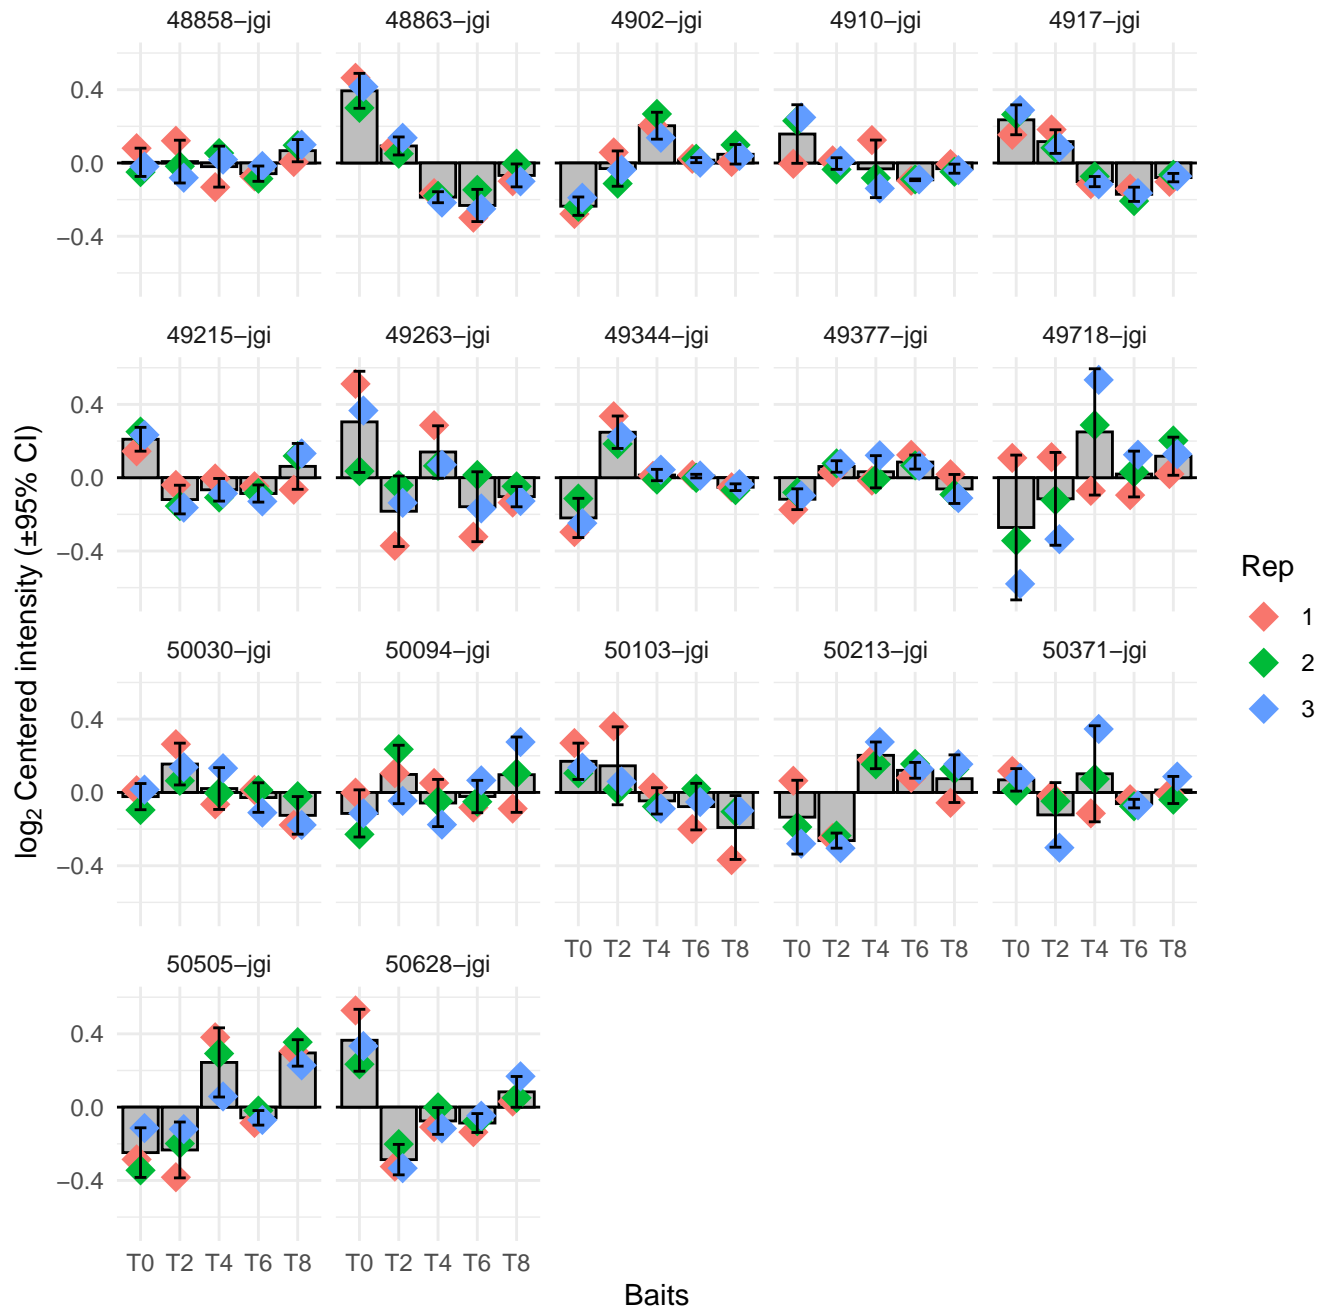 48858−jgi 48863−jgi 4902−jgi 4910−jgi 4917−jgi
0.4
0.0
−0.4
49215−jgi 49263−jgi 49344−jgi 49377−jgi 49718−jgi
0.4
0.0
−0.4
50030−jgi 50094−jgi 50103−jgi 50213−jgi 50371−jgi
0.4
0.0
−0.4
T0 T2 T4 T6 T8 T0 T2 T4 T6 T8 T0 T2 T4 T6 T8
50505−jgi 50628−jgi
0.4
0.0
−0.4
T0 T2 T4 T6 T8 T0 T2 T4 T6 T8
Baits
log2 Centered intensity (±95% CI)
Rep
1
2
3